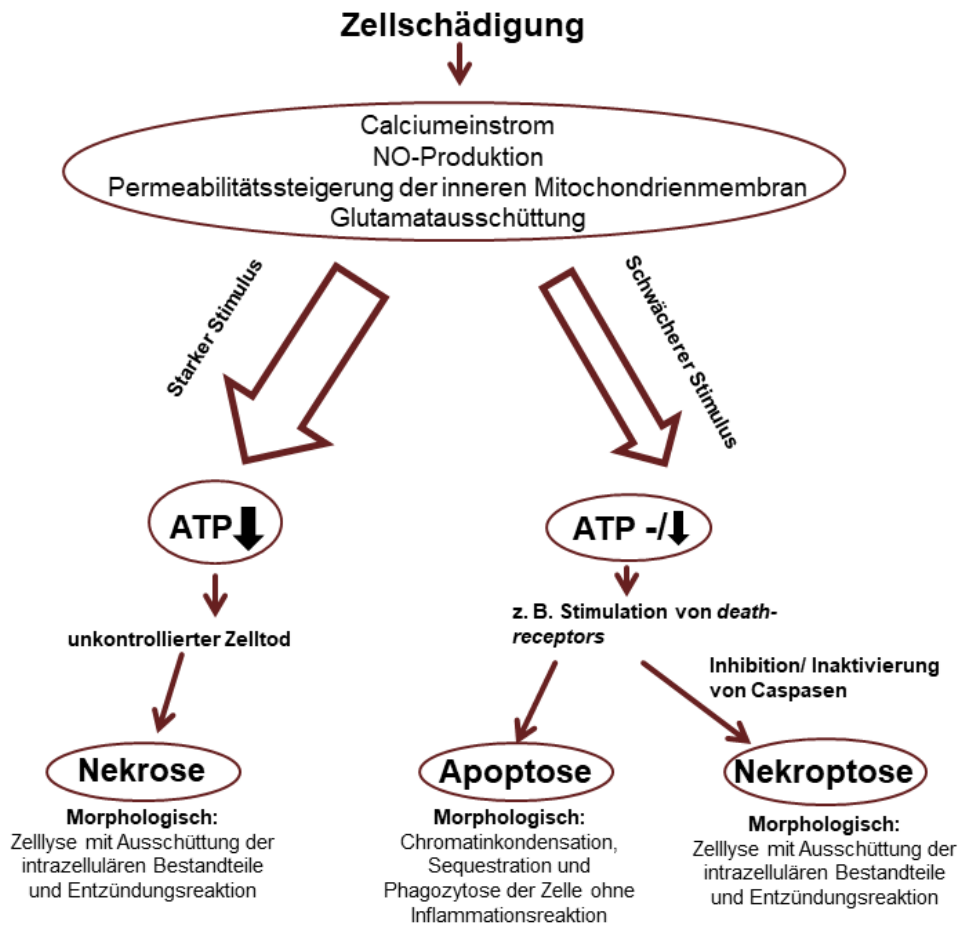 Zellschädigung
Calciumeinstrom
NO-Produktion
Permeabilitätssteigerung der inneren Mitochondrienmembran
Glutamatausschüttung
Starker Stimulus
Schwächerer Stimulus
ATP
ATP -/
unkontrollierter Zelltod
z. B. Stimulation von death-
receptors
Inhibition/ Inaktivierung
von Caspasen
Nekrose
Morphologisch:
Zelllyse mit Ausschüttung der
intrazellulären Bestandteile
und Entzündungsreaktion
Apoptose
Morphologisch:
Chromatinkondensation,
Sequestration und
Phagozytose der Zelle ohne
Inflammationsreaktion
Nekroptose
Morphologisch:
Zelllyse mit Ausschüttung der
intrazellulären Bestandteile
und Entzündungsreaktion